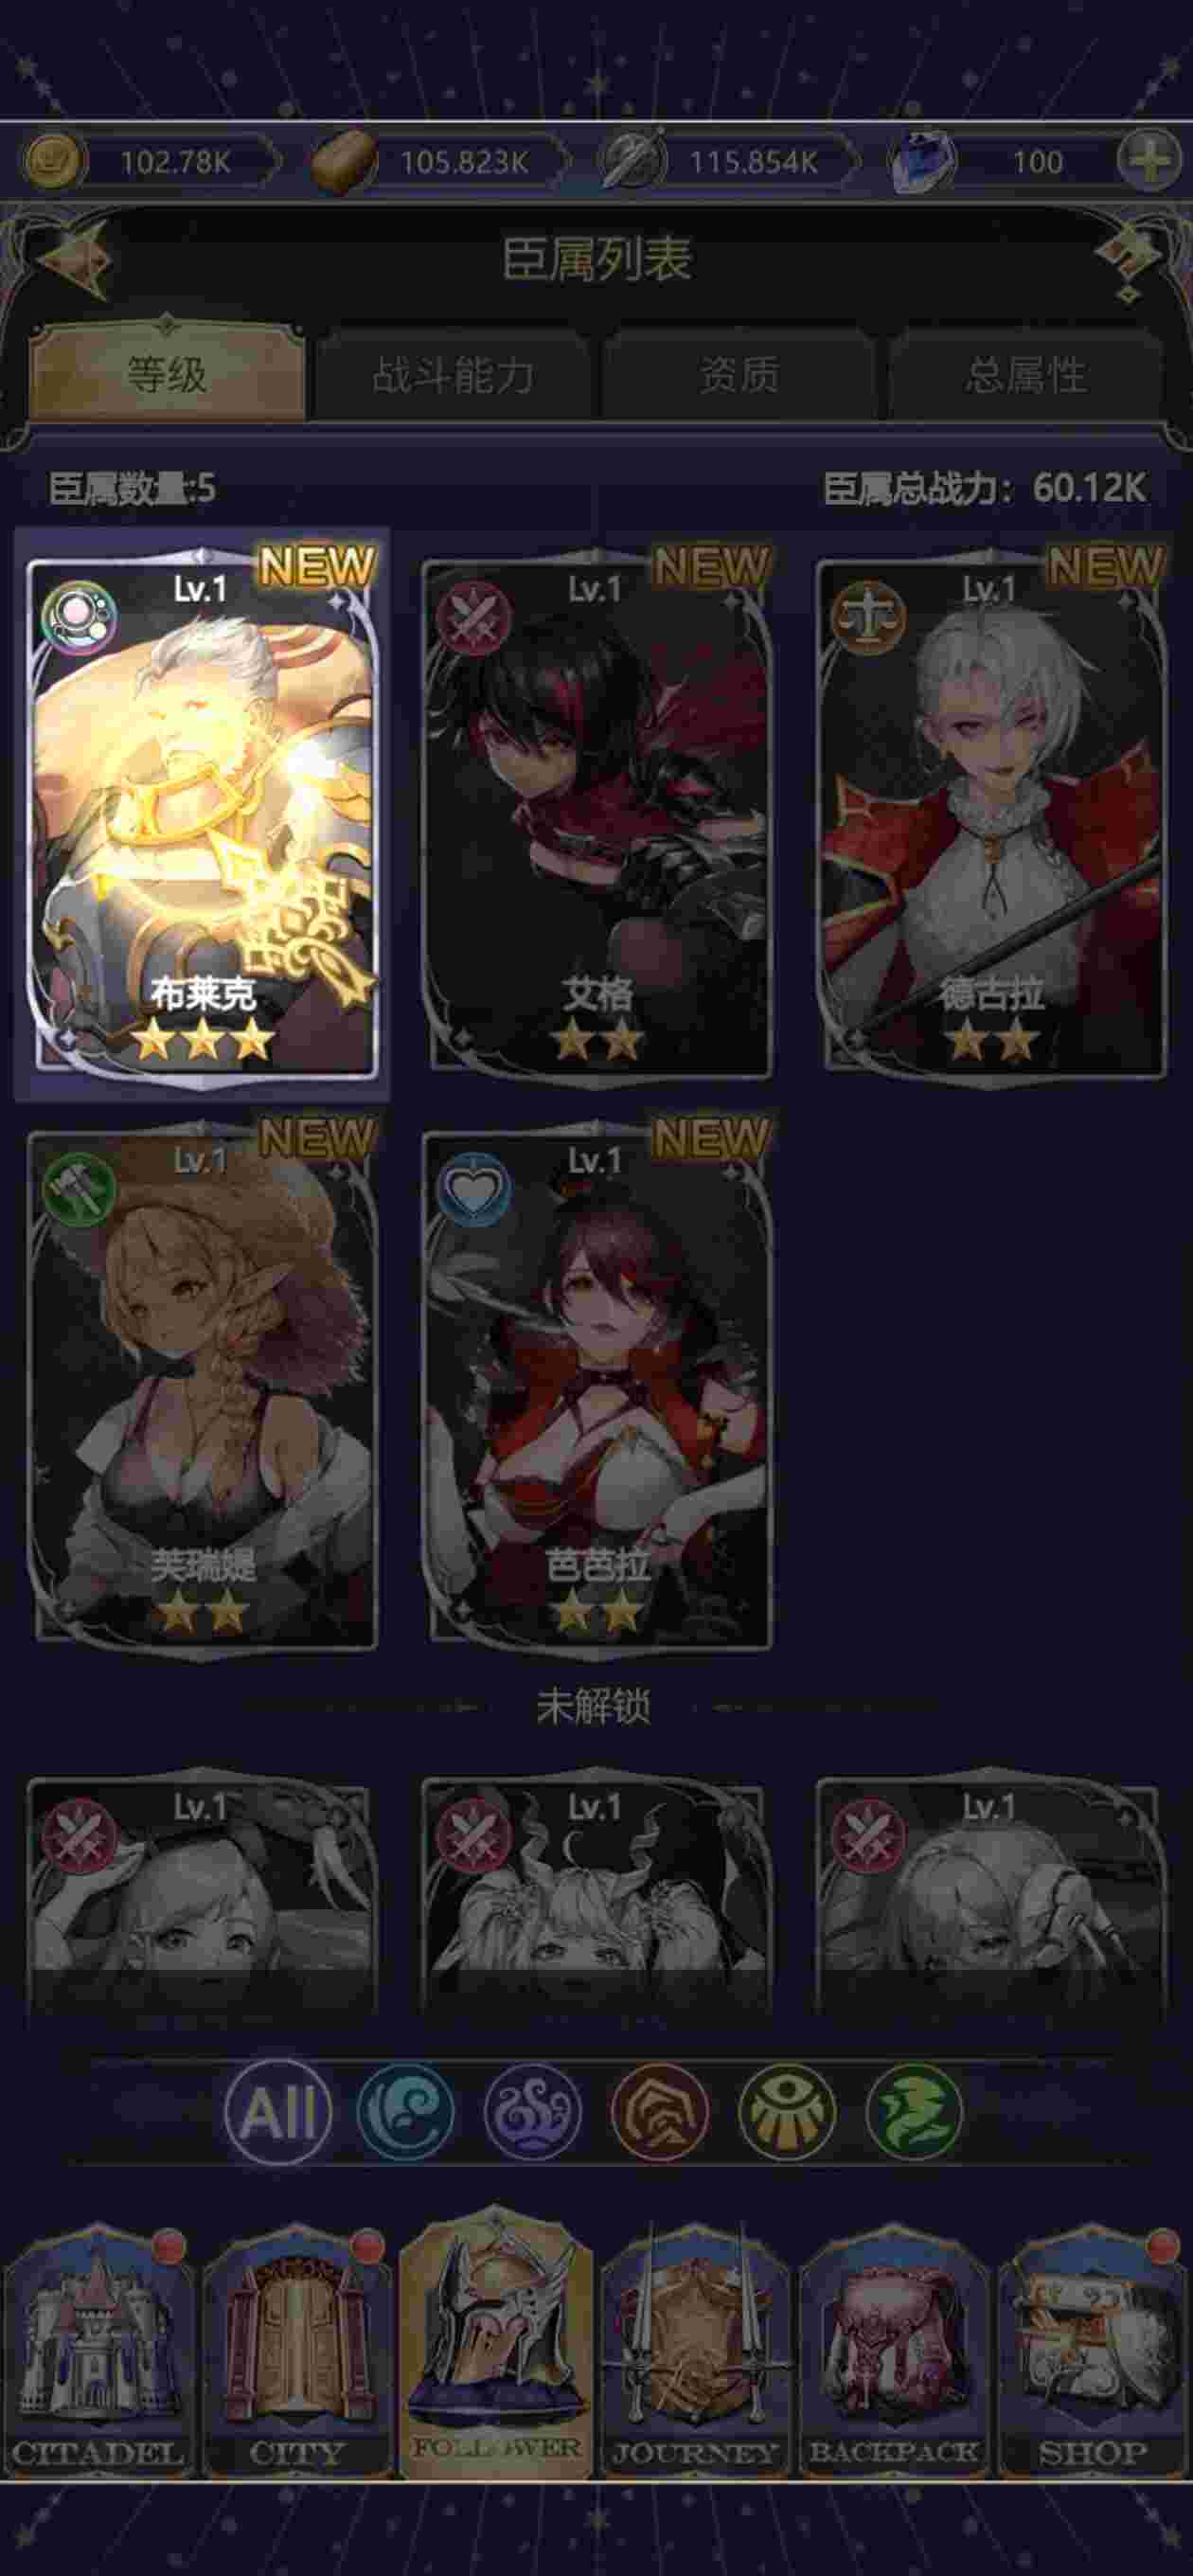 102.78K 105.823K 115.854K 100
臣属列表
等级 战斗能力 资质 总属性
臣属数量:5 臣属总战力：60.12K
NEW NEW NEW
Lv.1 Lv.1 Lv.1
布莱克 艾格 德古拉
NEW NEW
Lv.1 Lv.1
芙瑞媞 芭芭拉
未解锁
Lv.1 Lv.1 Lv.1
All
CITADEL CITY FOLLOWER JOURNEY BACKPACK SHOP